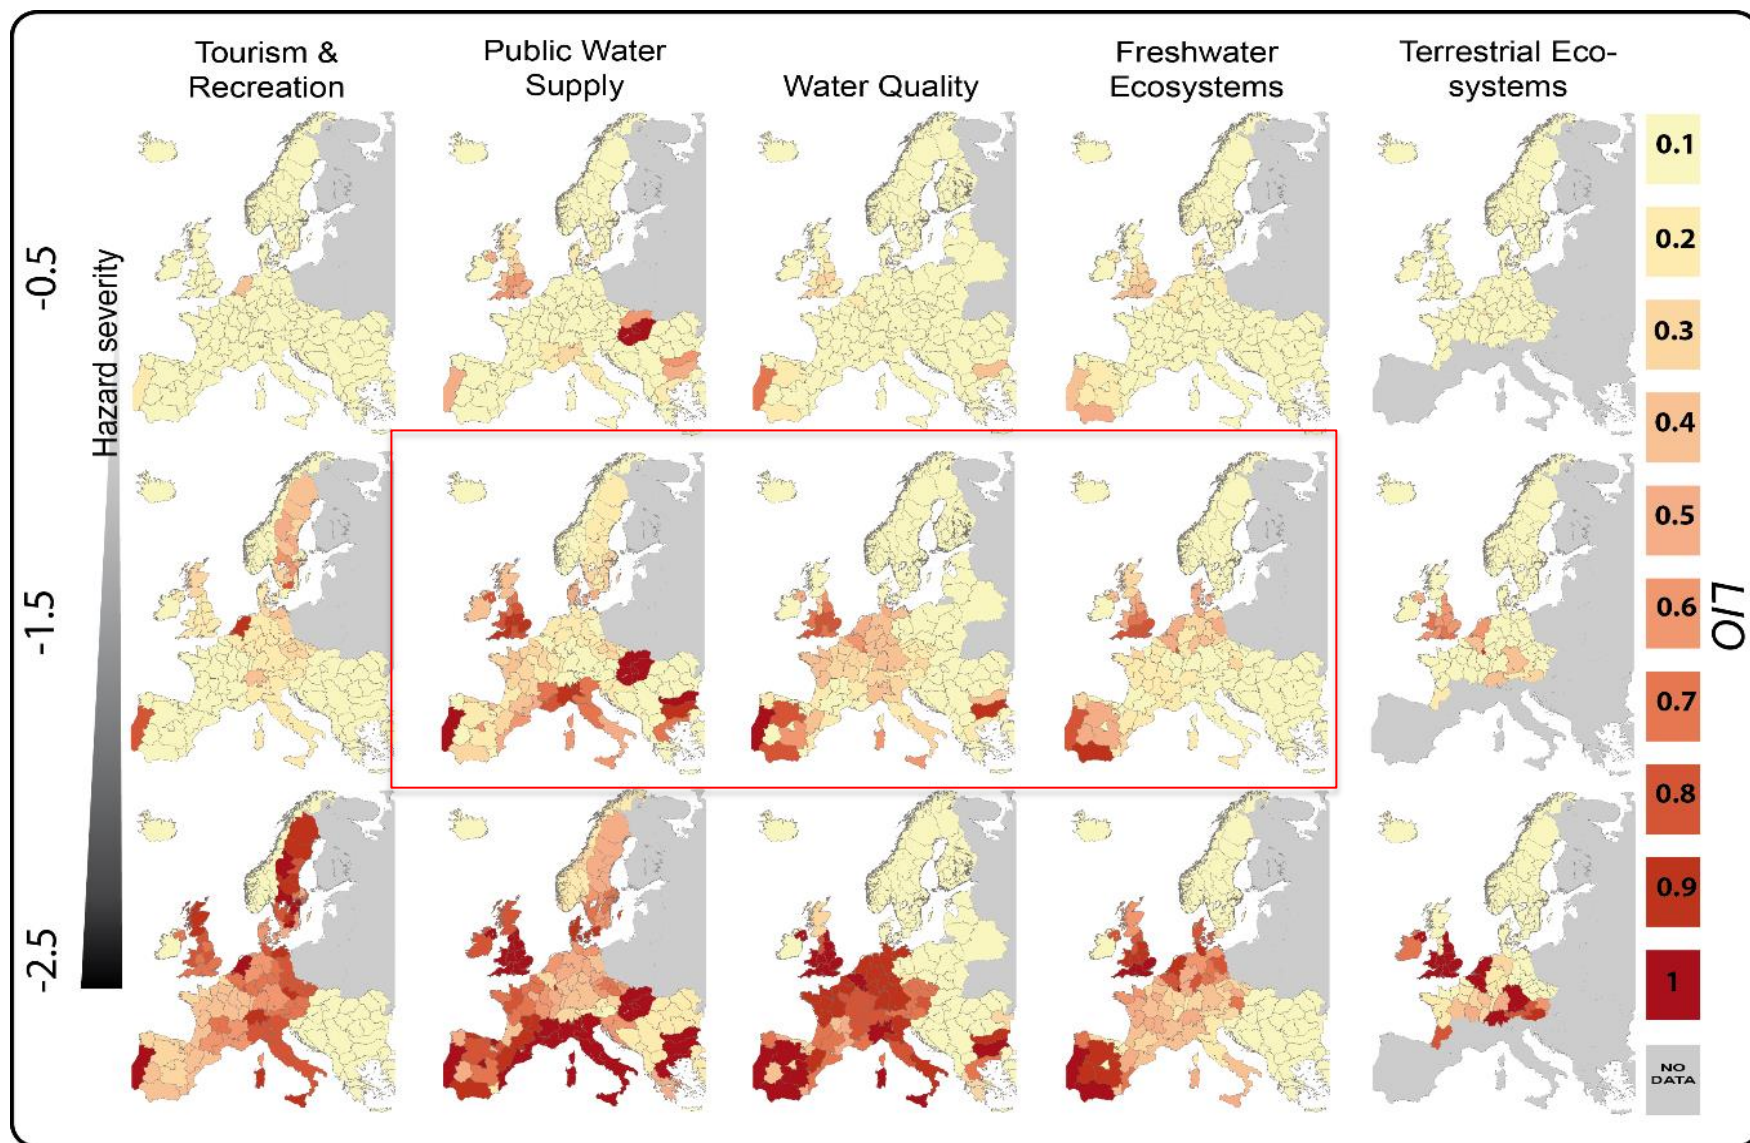 Tourism &
Recreation
Public Water
Supply
Water Quality
Freshwater
Ecosystems
Terrestrial Eco-
systems
-0.5
-1.5
-2.5
Hazard severity
0.1
0.2
0.3
0.4
0.5
0.6
0.7
0.8
0.9
1
NO
DATA
LIO